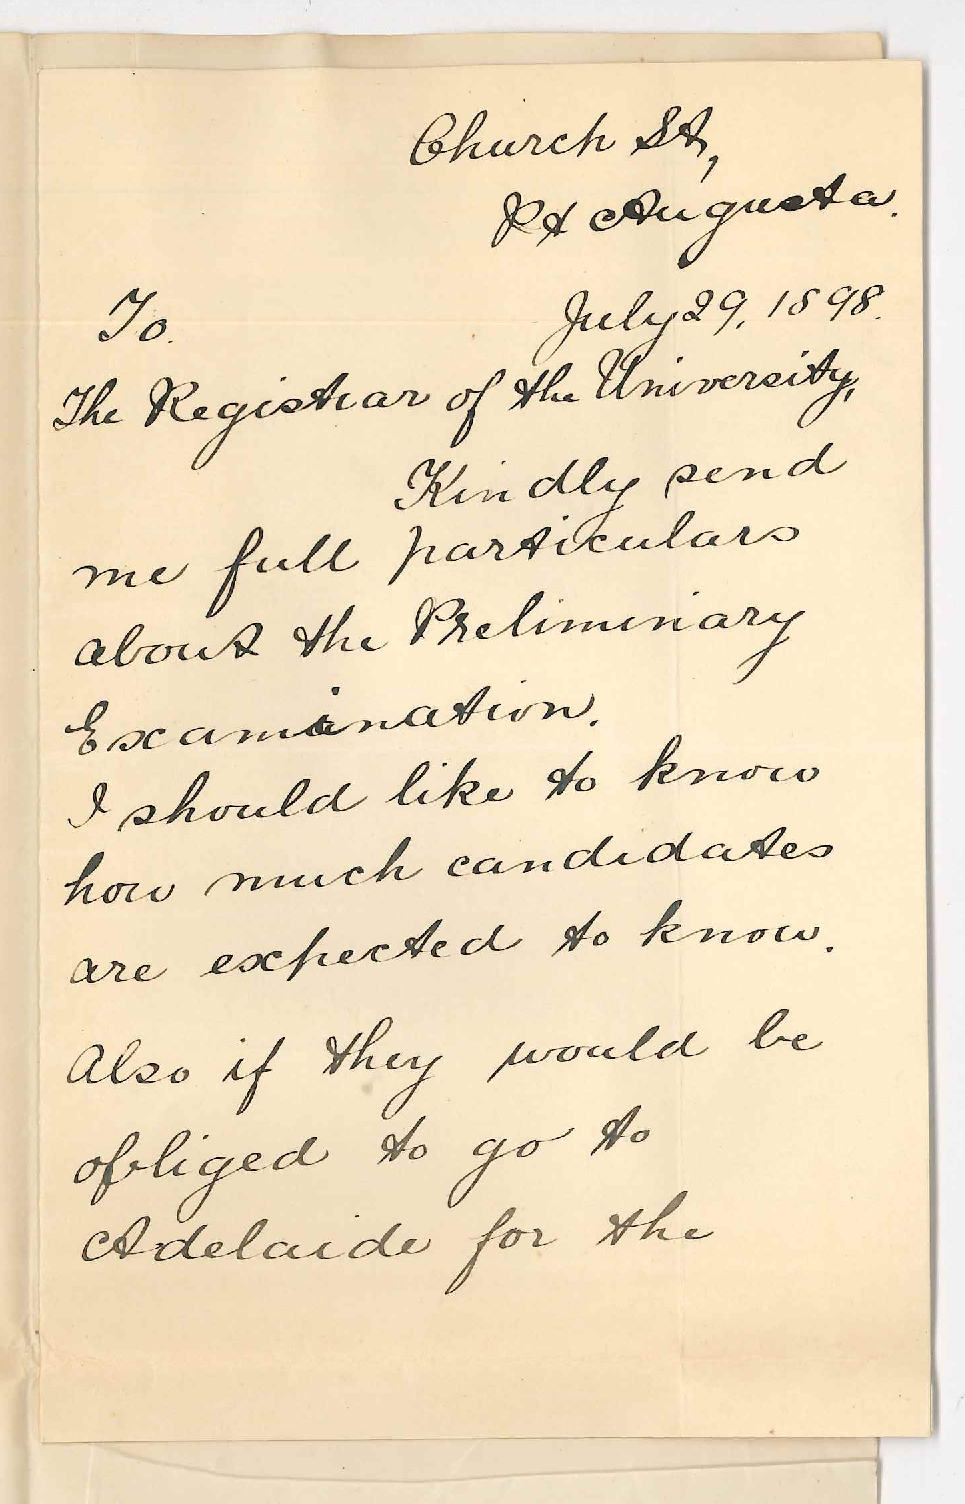 Church St,
Pt Augusta.
July 29, 1898.
To.
The Registrar of the University,
Kindly send
me full particulars
about the Preliminary
Examination.
I should like to know
how much candidates
are expected to know.
Also if they would be
obliged to go to
Adelaide for the